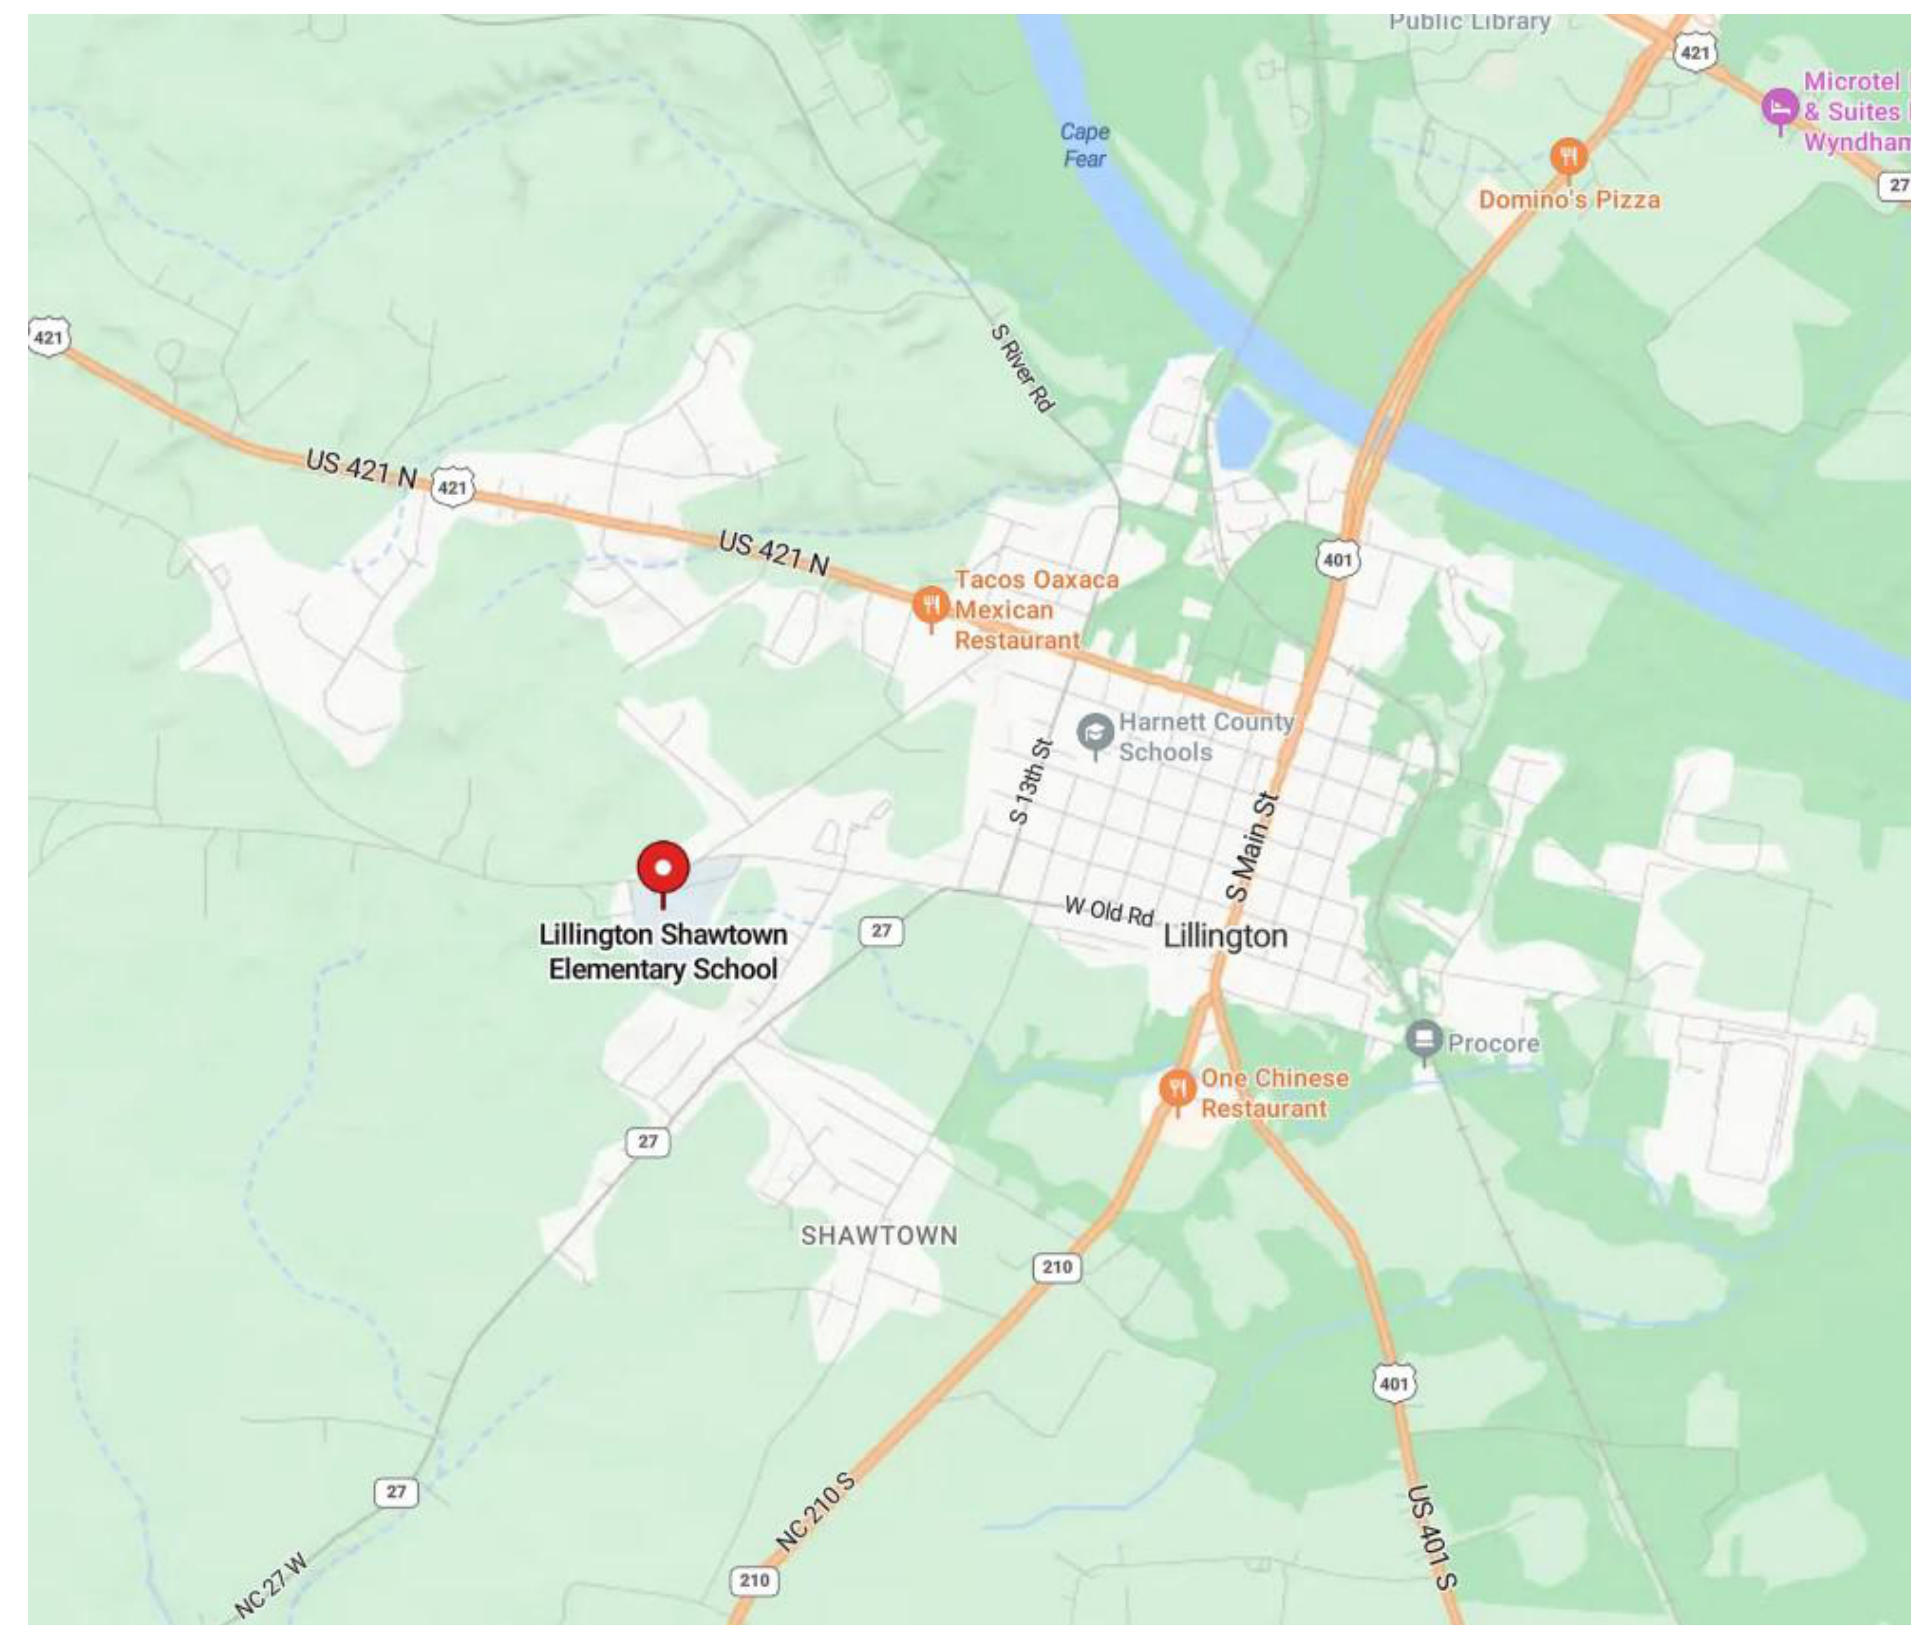 Public Library
421
Microtel
& Suites
Wyndham
Cape
Fear
27
Domino's Pizza
421
S River Rd
US 421 N
421
US 421 N
401
Tacos Oaxaca
Mexican
Restaurant
Harnett County
Schools
S 13th St
S Main St
W Old Rd
27
Lillington
Lillington Shawtown
Elementary School
Procore
One Chinese
Restaurant
27
SHAWTOWN
210
401
27
NC 210 S
US 401 S
210
NC 27 W